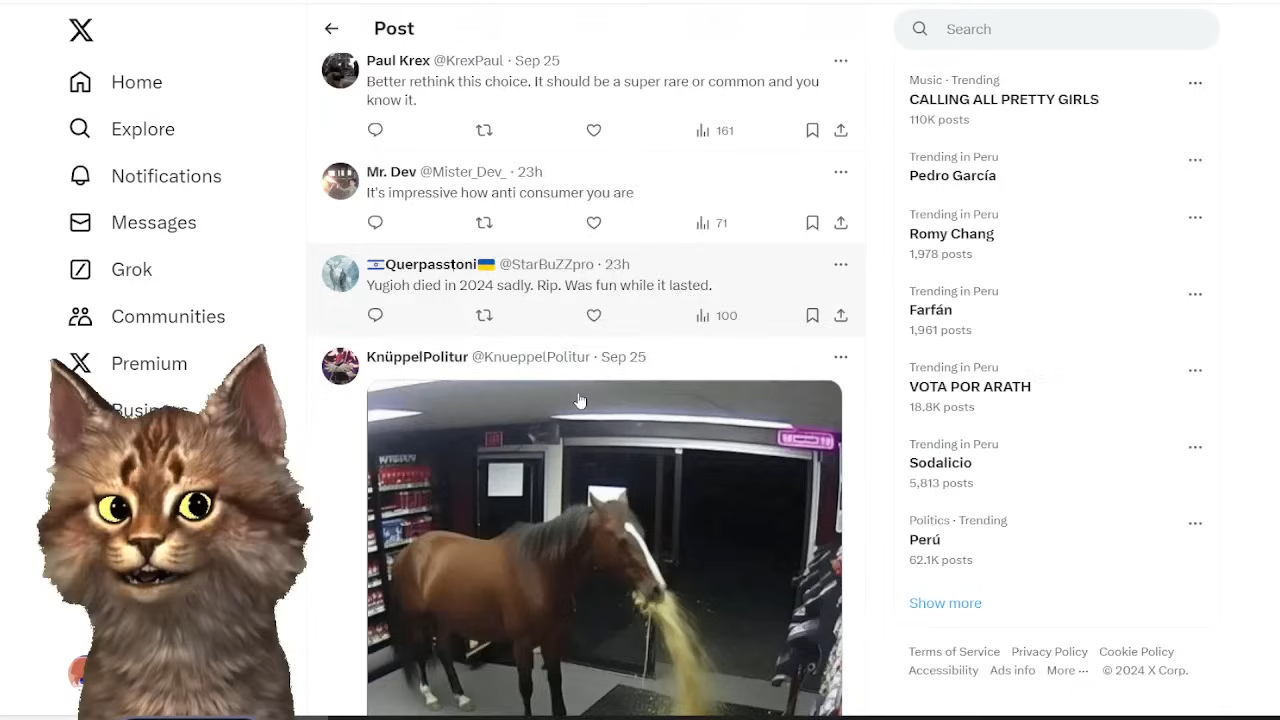 Home
Explore
Notifications
Messages
Grok
Communities
Premium
Post
Paul Krex @KrexPaul · Sep 25
Better rethink this choice. It should be a super rare or common and you
know it.
161
Mr. Dev @Mister_Dev_ · 23h
It's impressive how anti consumer you are
71
🇮🇱Querpasstoni🇺🇦 @StarBuZZpro · 23h
Yugioh died in 2024 sadly. Rip. Was fun while it lasted.
100
KnüppelPolitur @KnueppelPolitur · Sep 25
Search
Music · Trending
CALLING ALL PRETTY GIRLS
110K posts
Trending in Peru
Pedro García
Trending in Peru
Romy Chang
1,978 posts
Trending in Peru
Farfán
1,961 posts
Trending in Peru
VOTA POR ARATH
18.8K posts
Trending in Peru
Sodalicio
5,813 posts
Politics · Trending
Perú
62.1K posts
Show more
Terms of Service Privacy Policy Cookie Policy
Accessibility Ads info More ··· © 2024 X Corp.